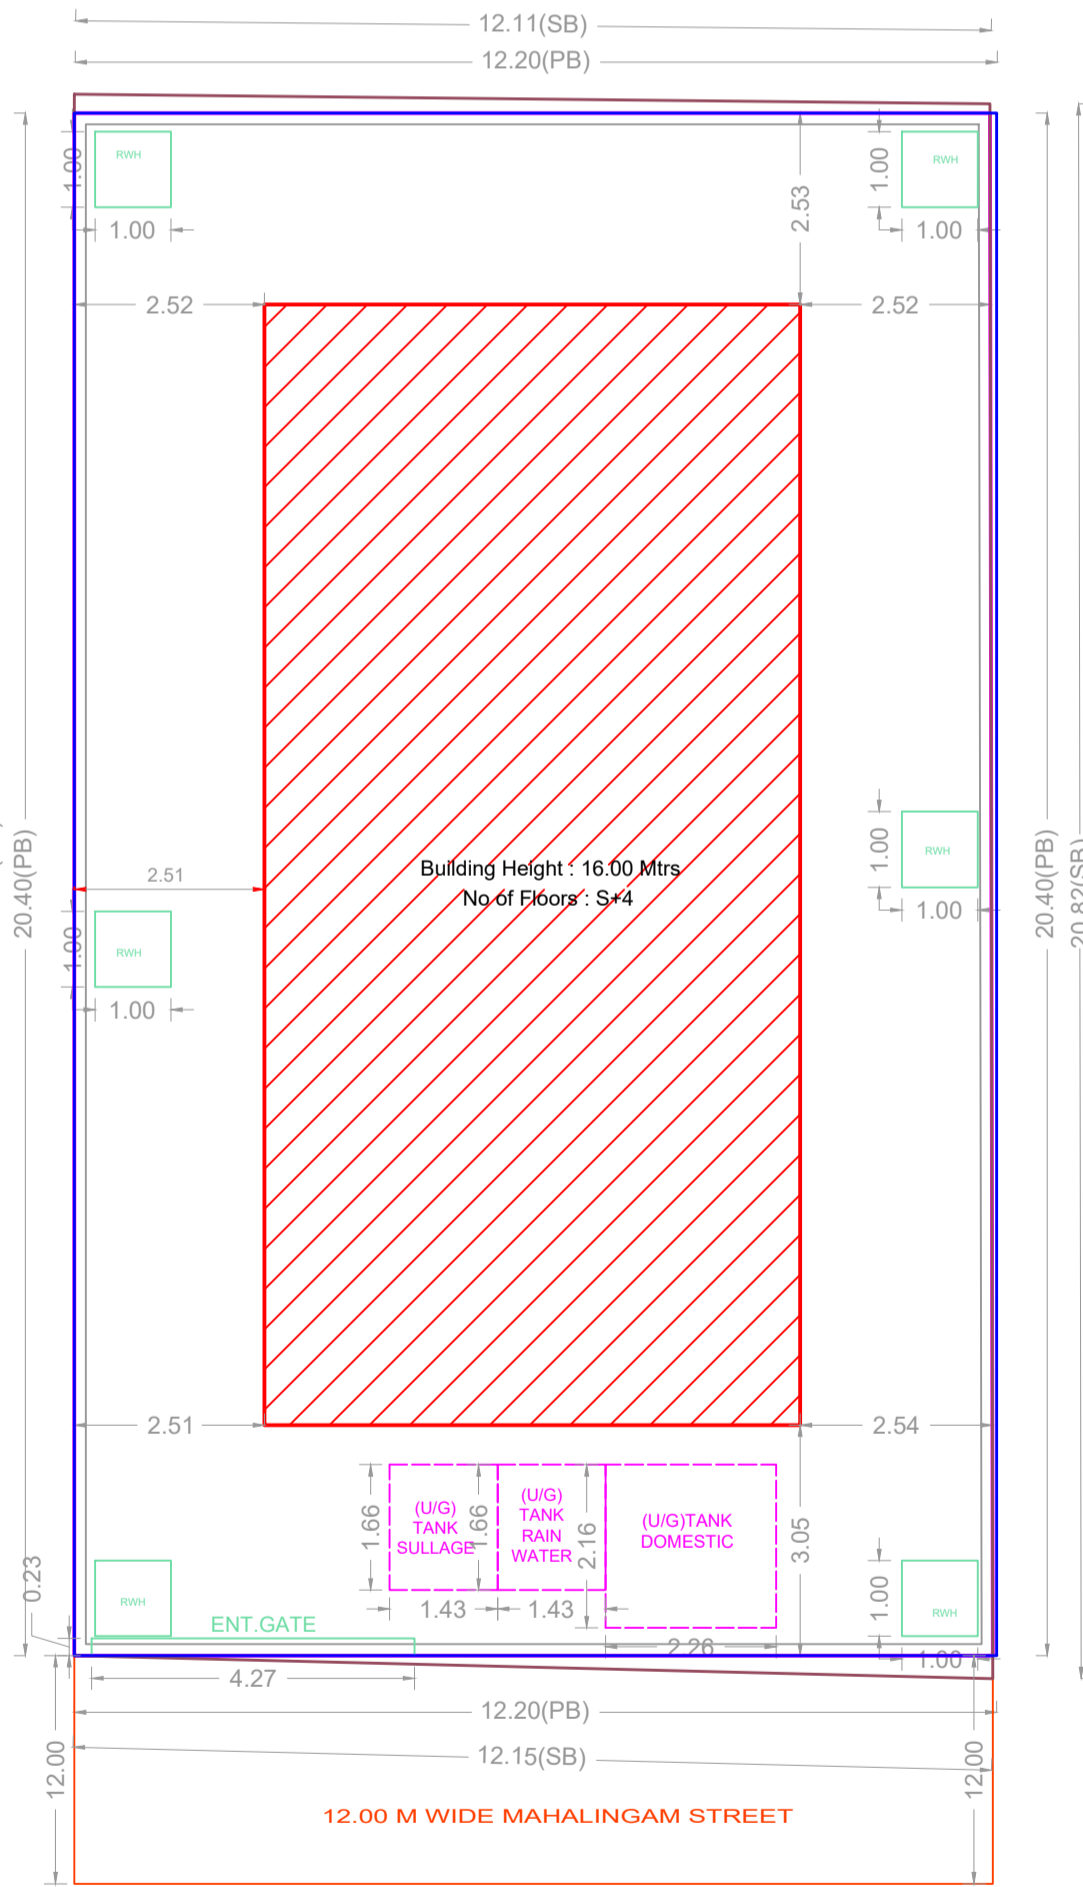 12.11(SB)
12.20(PB)
RWH
RWH
1.00
1.00
2.53
1.00
1.00
2.52
2.52
1.00
20.40(PB)
Building Height : 16.00 Mtrs
No of Floors : S+4
RWH
20.40(PB)
20.82(SB)
2.51
1.00
1.00
RWH
1.00
2.51
2.54
1.66
(U/G)
TANK
SULLAGE
1.66
(U/G)
TANK
RAIN
WATER
2.16
(U/G)TANK
DOMESTIC
3.05
0.23
RWH
1.43
1.43
1.00
RWH
ENT.GATE
2.26
1.00
4.27
12.20(PB)
12.00
12.15(SB)
12.00
12.00 M WIDE MAHALINGAM STREET